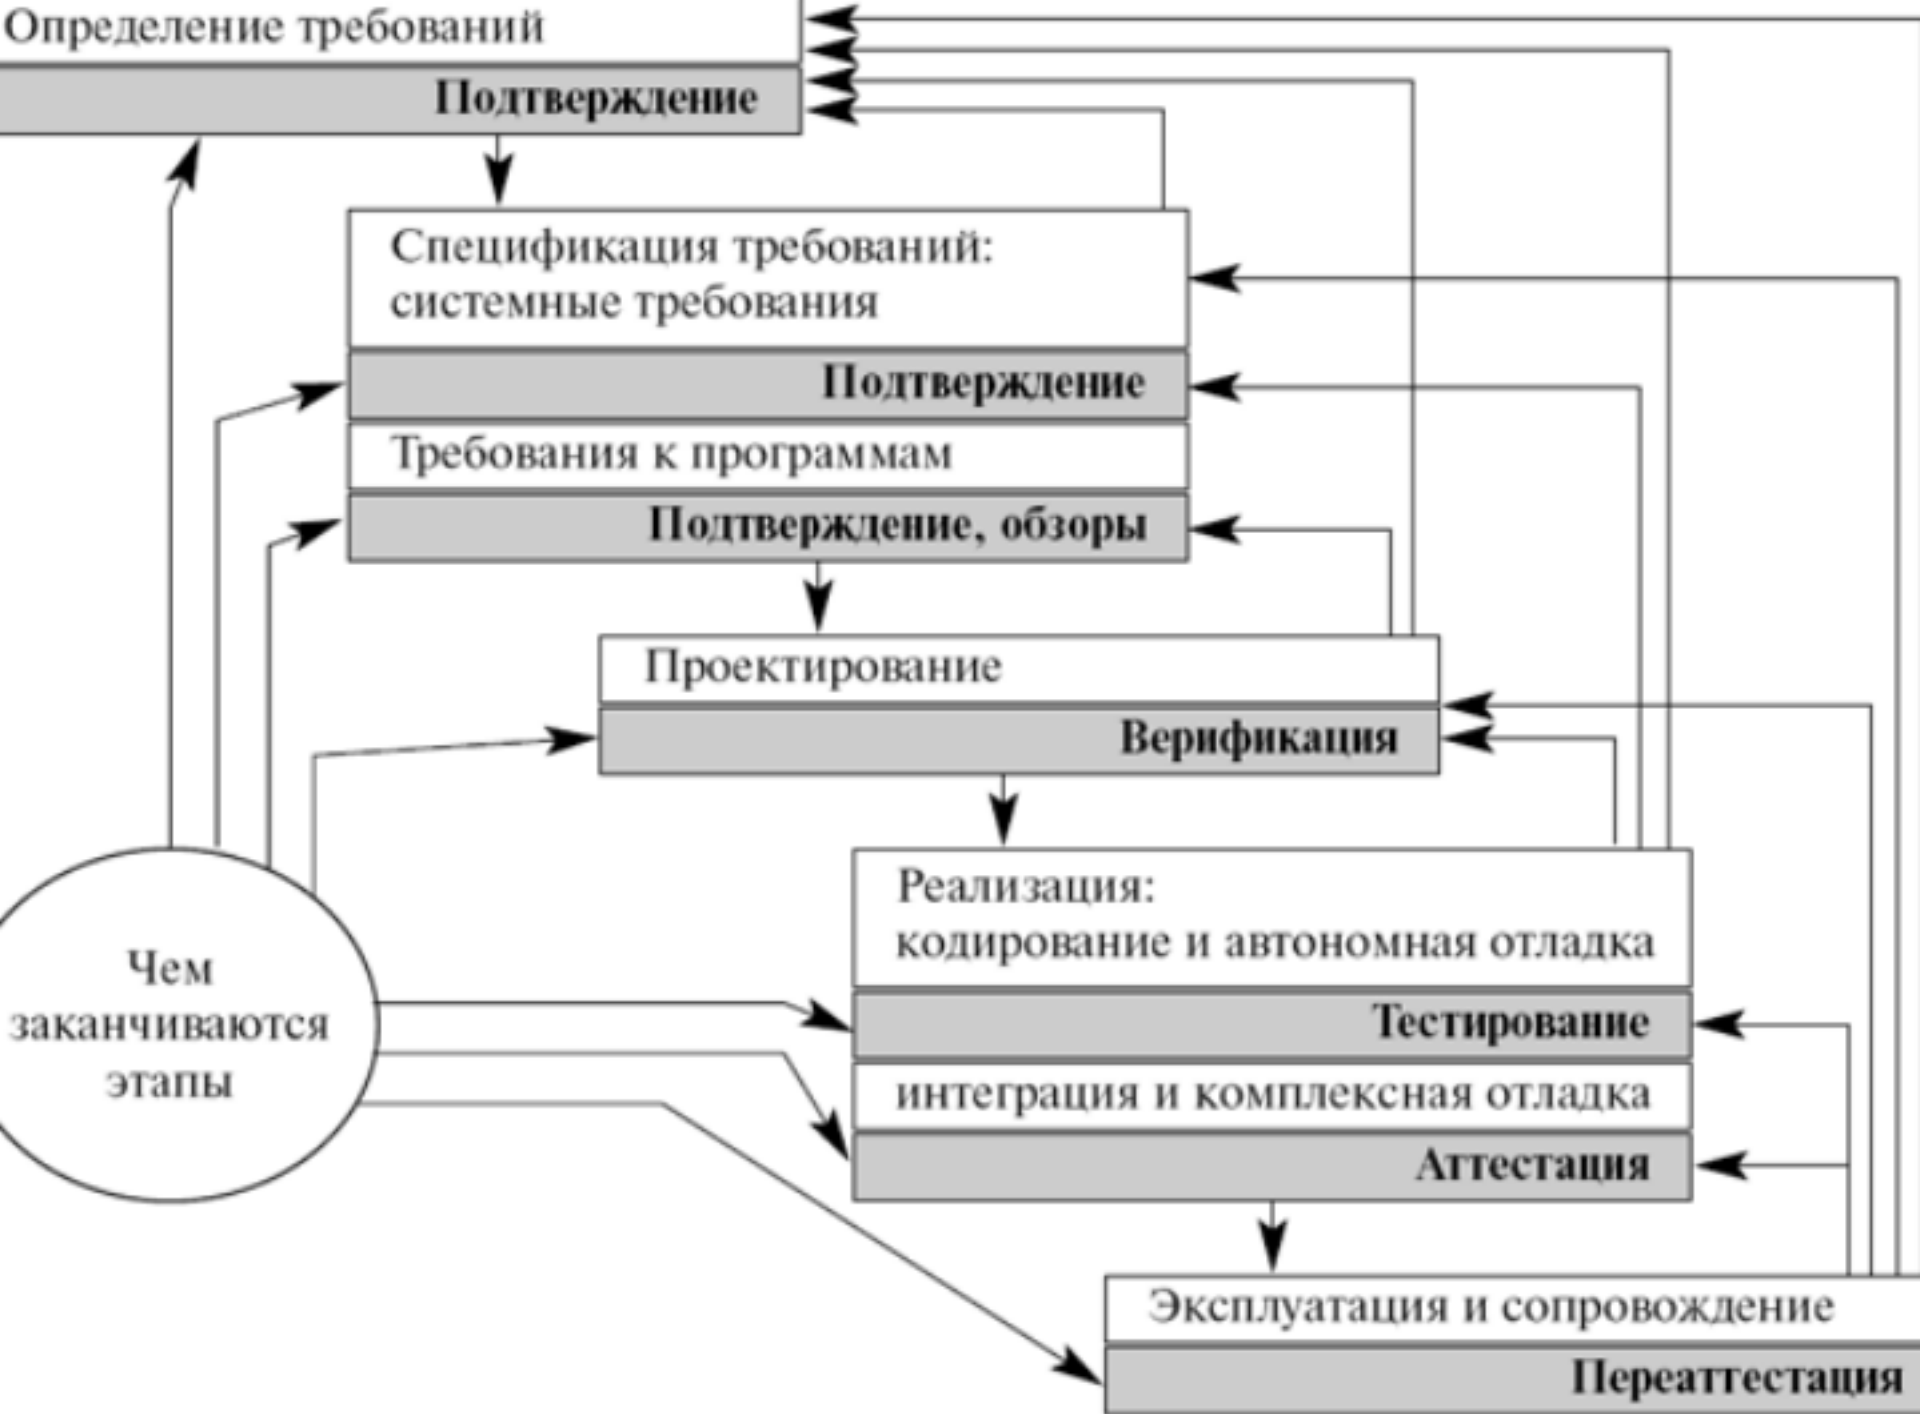 Определение требований
Подтверждение
Спецификация требований:
системные требования
Подтверждение
Требования к программам
Подтверждение, обзоры
Проектирование
Верификация
Реализация:
кодирование и автономная отладка
Чем
заканчиваются
этапы
Тестирование
интеграция и комплексная отладка
Аттестация
Эксплуатация и сопровождение
Переаттестация